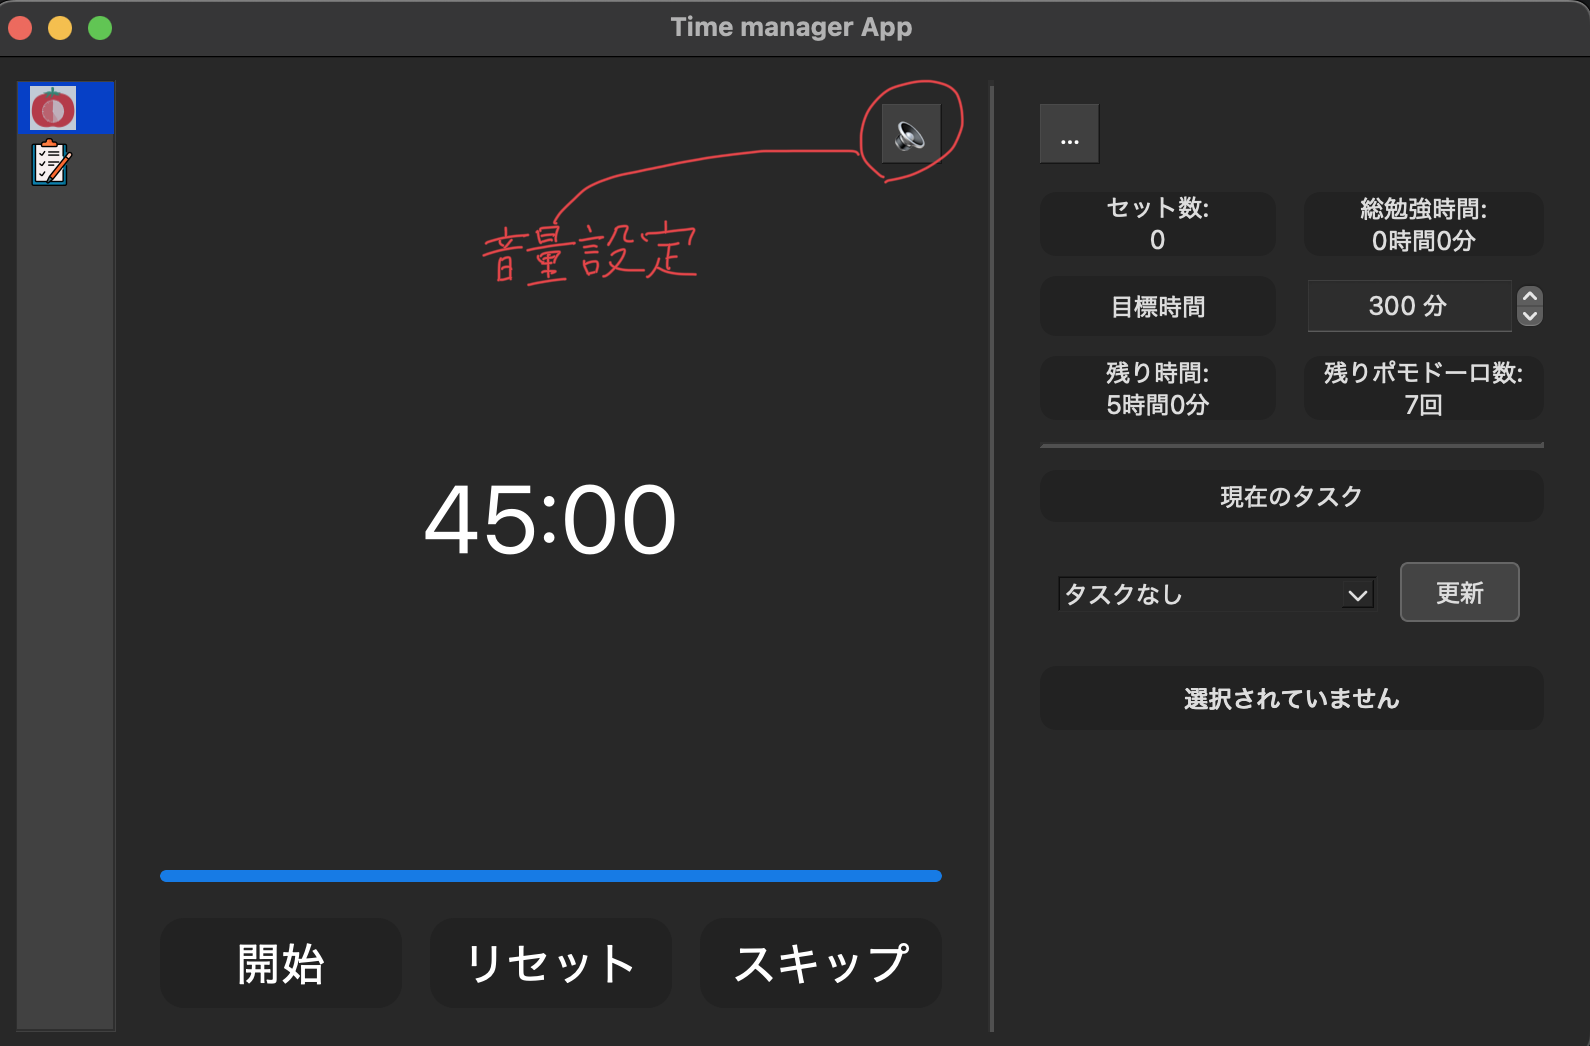 Time manager App
音量設定
45:00
開始
リセット
スキップ
...
セット数:
0
総勉強時間:
0時間0分
目標時間
300 分
残り時間:
5時間0分
残りポモドーロ数:
7回
現在のタスク
タスクなし
更新
選択されていません